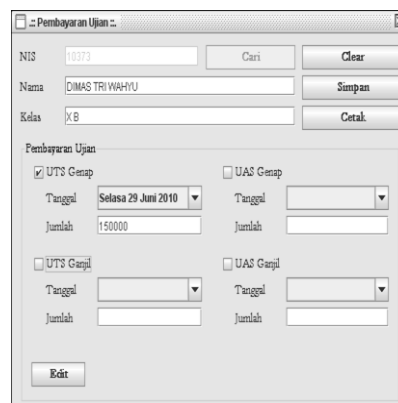 .:: Pembayaran Ujian ::.
NIS 10373 Cari Clear
Nama DIMAS TRI WAHYU Simpan
Kelas X B Cetak
Pembayaran Ujian
UTS Genap UAS Genap
Tanggal Selasa 29 Juni 2010 Tanggal
Jumlah 150000 Jumlah
UTS Ganjil UAS Ganjil
Tanggal Tanggal
Jumlah Jumlah
Edit